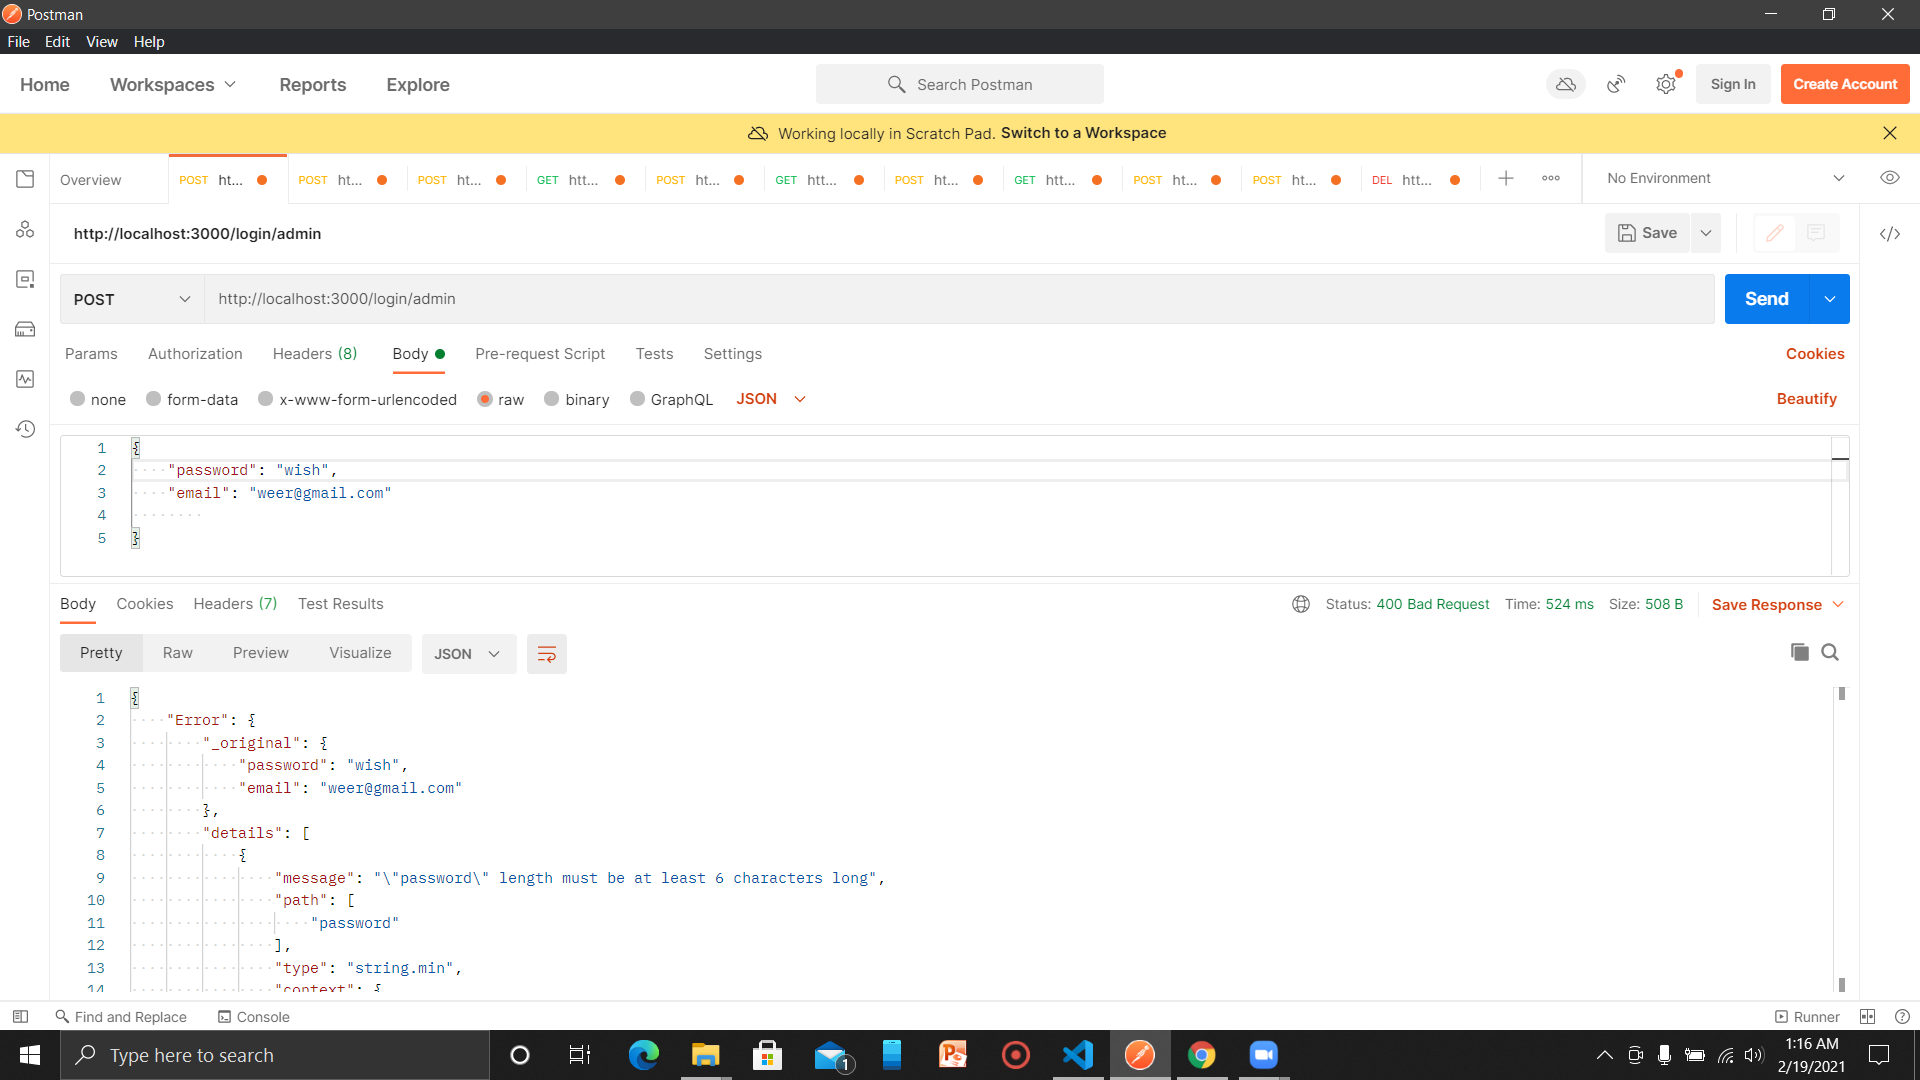 Postman
File Edit View Help
Home Workspaces Reports Explore Search Postman Sign In Create Account
Working locally in Scratch Pad. Switch to a Workspace
Overview POST ht... POST ht... POST ht... GET htt... POST ht... GET htt... POST ht... GET htt... POST ht... POST ht... DEL htt... No Environment
http://localhost:3000/login/admin Save
POST http://localhost:3000/login/admin Send
Params Authorization Headers (8) Body Pre-request Script Tests Settings Cookies
none form-data x-www-form-urlencoded raw binary GraphQL JSON Beautify
1 {
2 "password": "wish",
3 "email": "weer@gmail.com"
4
5 }
Body Cookies Headers (7) Test Results Status: 400 Bad Request Time: 524 ms Size: 508 B Save Response
Pretty Raw Preview Visualize JSON
1 {
2 "Error": {
3 "_original": {
4 "password": "wish",
5 "email": "weer@gmail.com"
6 },
7 "details": [
8 {
9 "message": "\"password\" length must be at least 6 characters long",
10 "path": [
11 "password"
12 ],
13 "type": "string.min",
14 "context": {
Find and Replace Console Runner
Type here to search 1 1:16 AM
2/19/2021